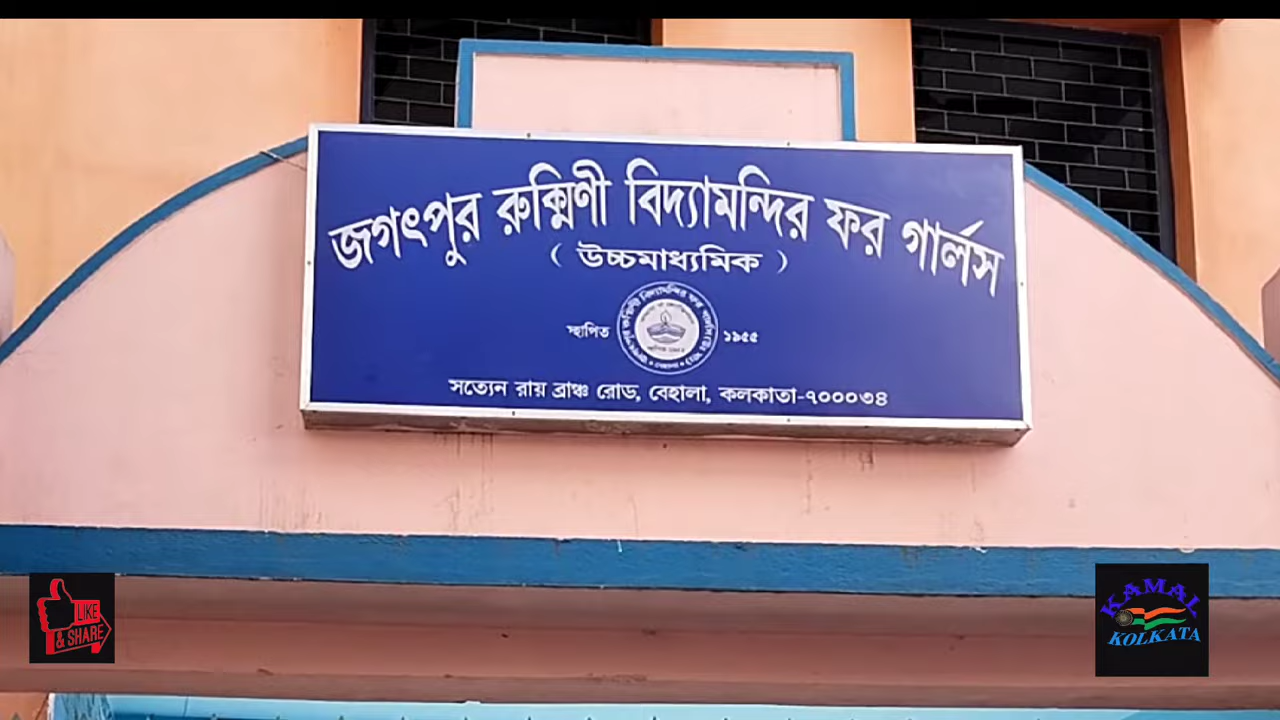 জগৎপুর রুক্মিণী বিদ্যামন্দির ফর গার্লস
( উচ্চমাধ্যমিক )
স্থাপিত ১৯৫৫
সত্যেন রায় ব্রাঞ্চ রোড, বেহালা, কলকাতা-৭০০০৩৪
LIKE
& SHARE
KAMAL
KOLKATA